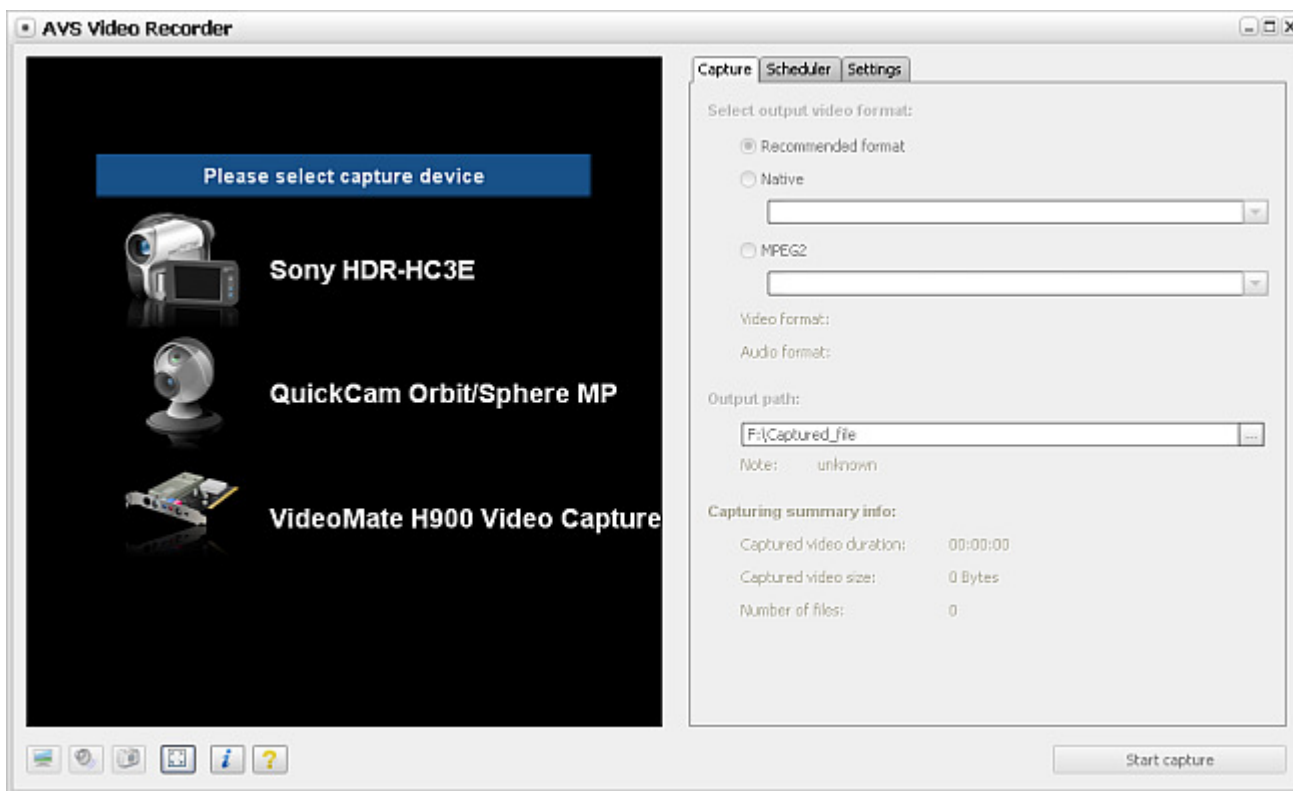 AVS Video Recorder
Please select capture device
Sony HDR-HC3E
QuickCam Orbit/Sphere MP
VideoMate H900 Video Capture
Capture Scheduler Settings
Select output video format:
Recommended format
Native
MPEG2
Video format:
Audio format:
Output path:
F:\Captured_file
...
Note: unknown
Capturing summary info:
Captured video duration: 00:00:00
Captured video size: 0 Bytes
Number of files: 0
i ?
Start capture